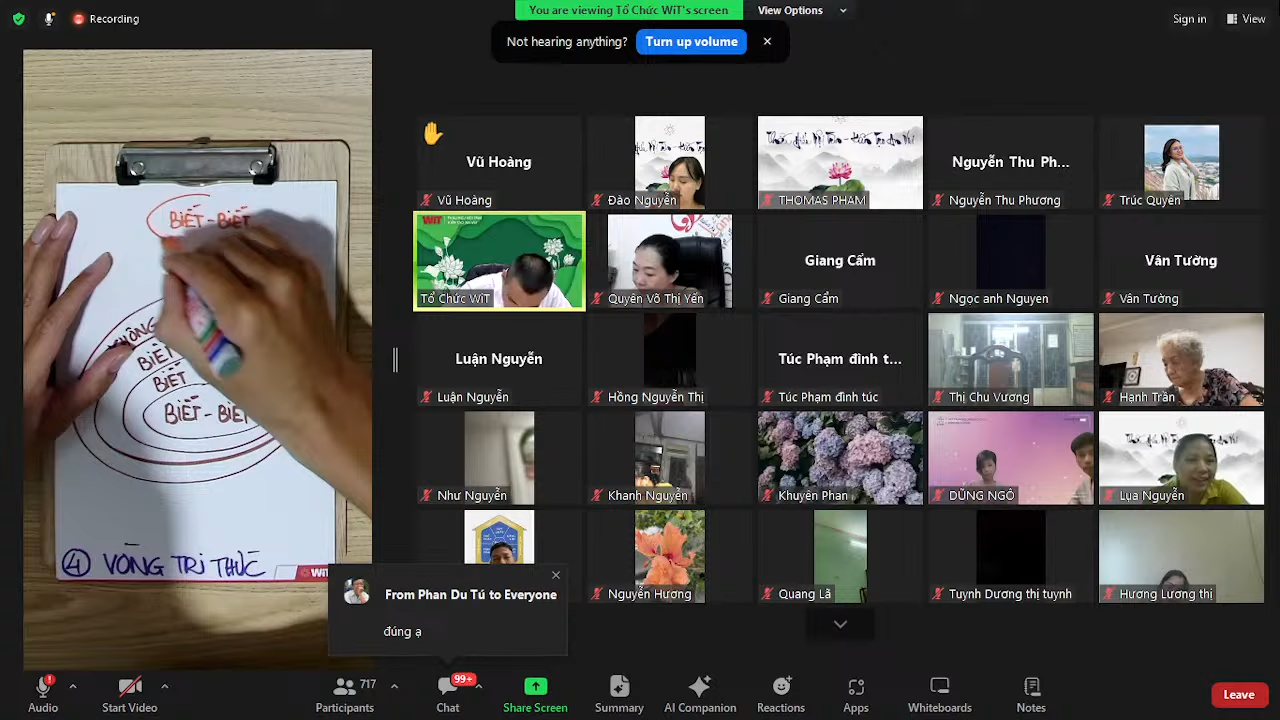 You are viewing Tổ Chức WiT's screen
View Options
Recording
Sign in
View
Not hearing anything?
Turn up volume
BIẾT - BIẾT
BIẾT
BIẾT
BIẾT - BIẾT
④ VÒNG TRI THỨC
WiT
Vũ Hoàng
Vũ Hoàng
Đào Nguyễn
THOMAS PHAM
Nguyễn Thu Ph...
Nguyễn Thu Phương
Trúc Quyên
WIT
Tổ Chức WiT
Quyên Võ Thị Yến
Giang Cẩm
Giang Cẩm
Ngọc anh Nguyen
Vân Tường
Vân Tường
Luận Nguyễn
Luận Nguyễn
Hồng Nguyễn Thị
Túc Phạm đình t...
Túc Phạm đình túc
Thị Chu Vương
Hạnh Trần
Như Nguyễn
Khanh Nguyễn
Khuyên Phan
DŨNG NGÔ
Lụa Nguyễn
Nguyễn Hương
Quang Lã
Tuynh Dương thị tuynh
Hương Lương thị
From Phan Du Tú to Everyone
đúng ạ
Audio
Start Video
717
Participants
99+
Chat
Share Screen
Summary
AI Companion
Reactions
Apps
Whiteboards
Notes
Leave